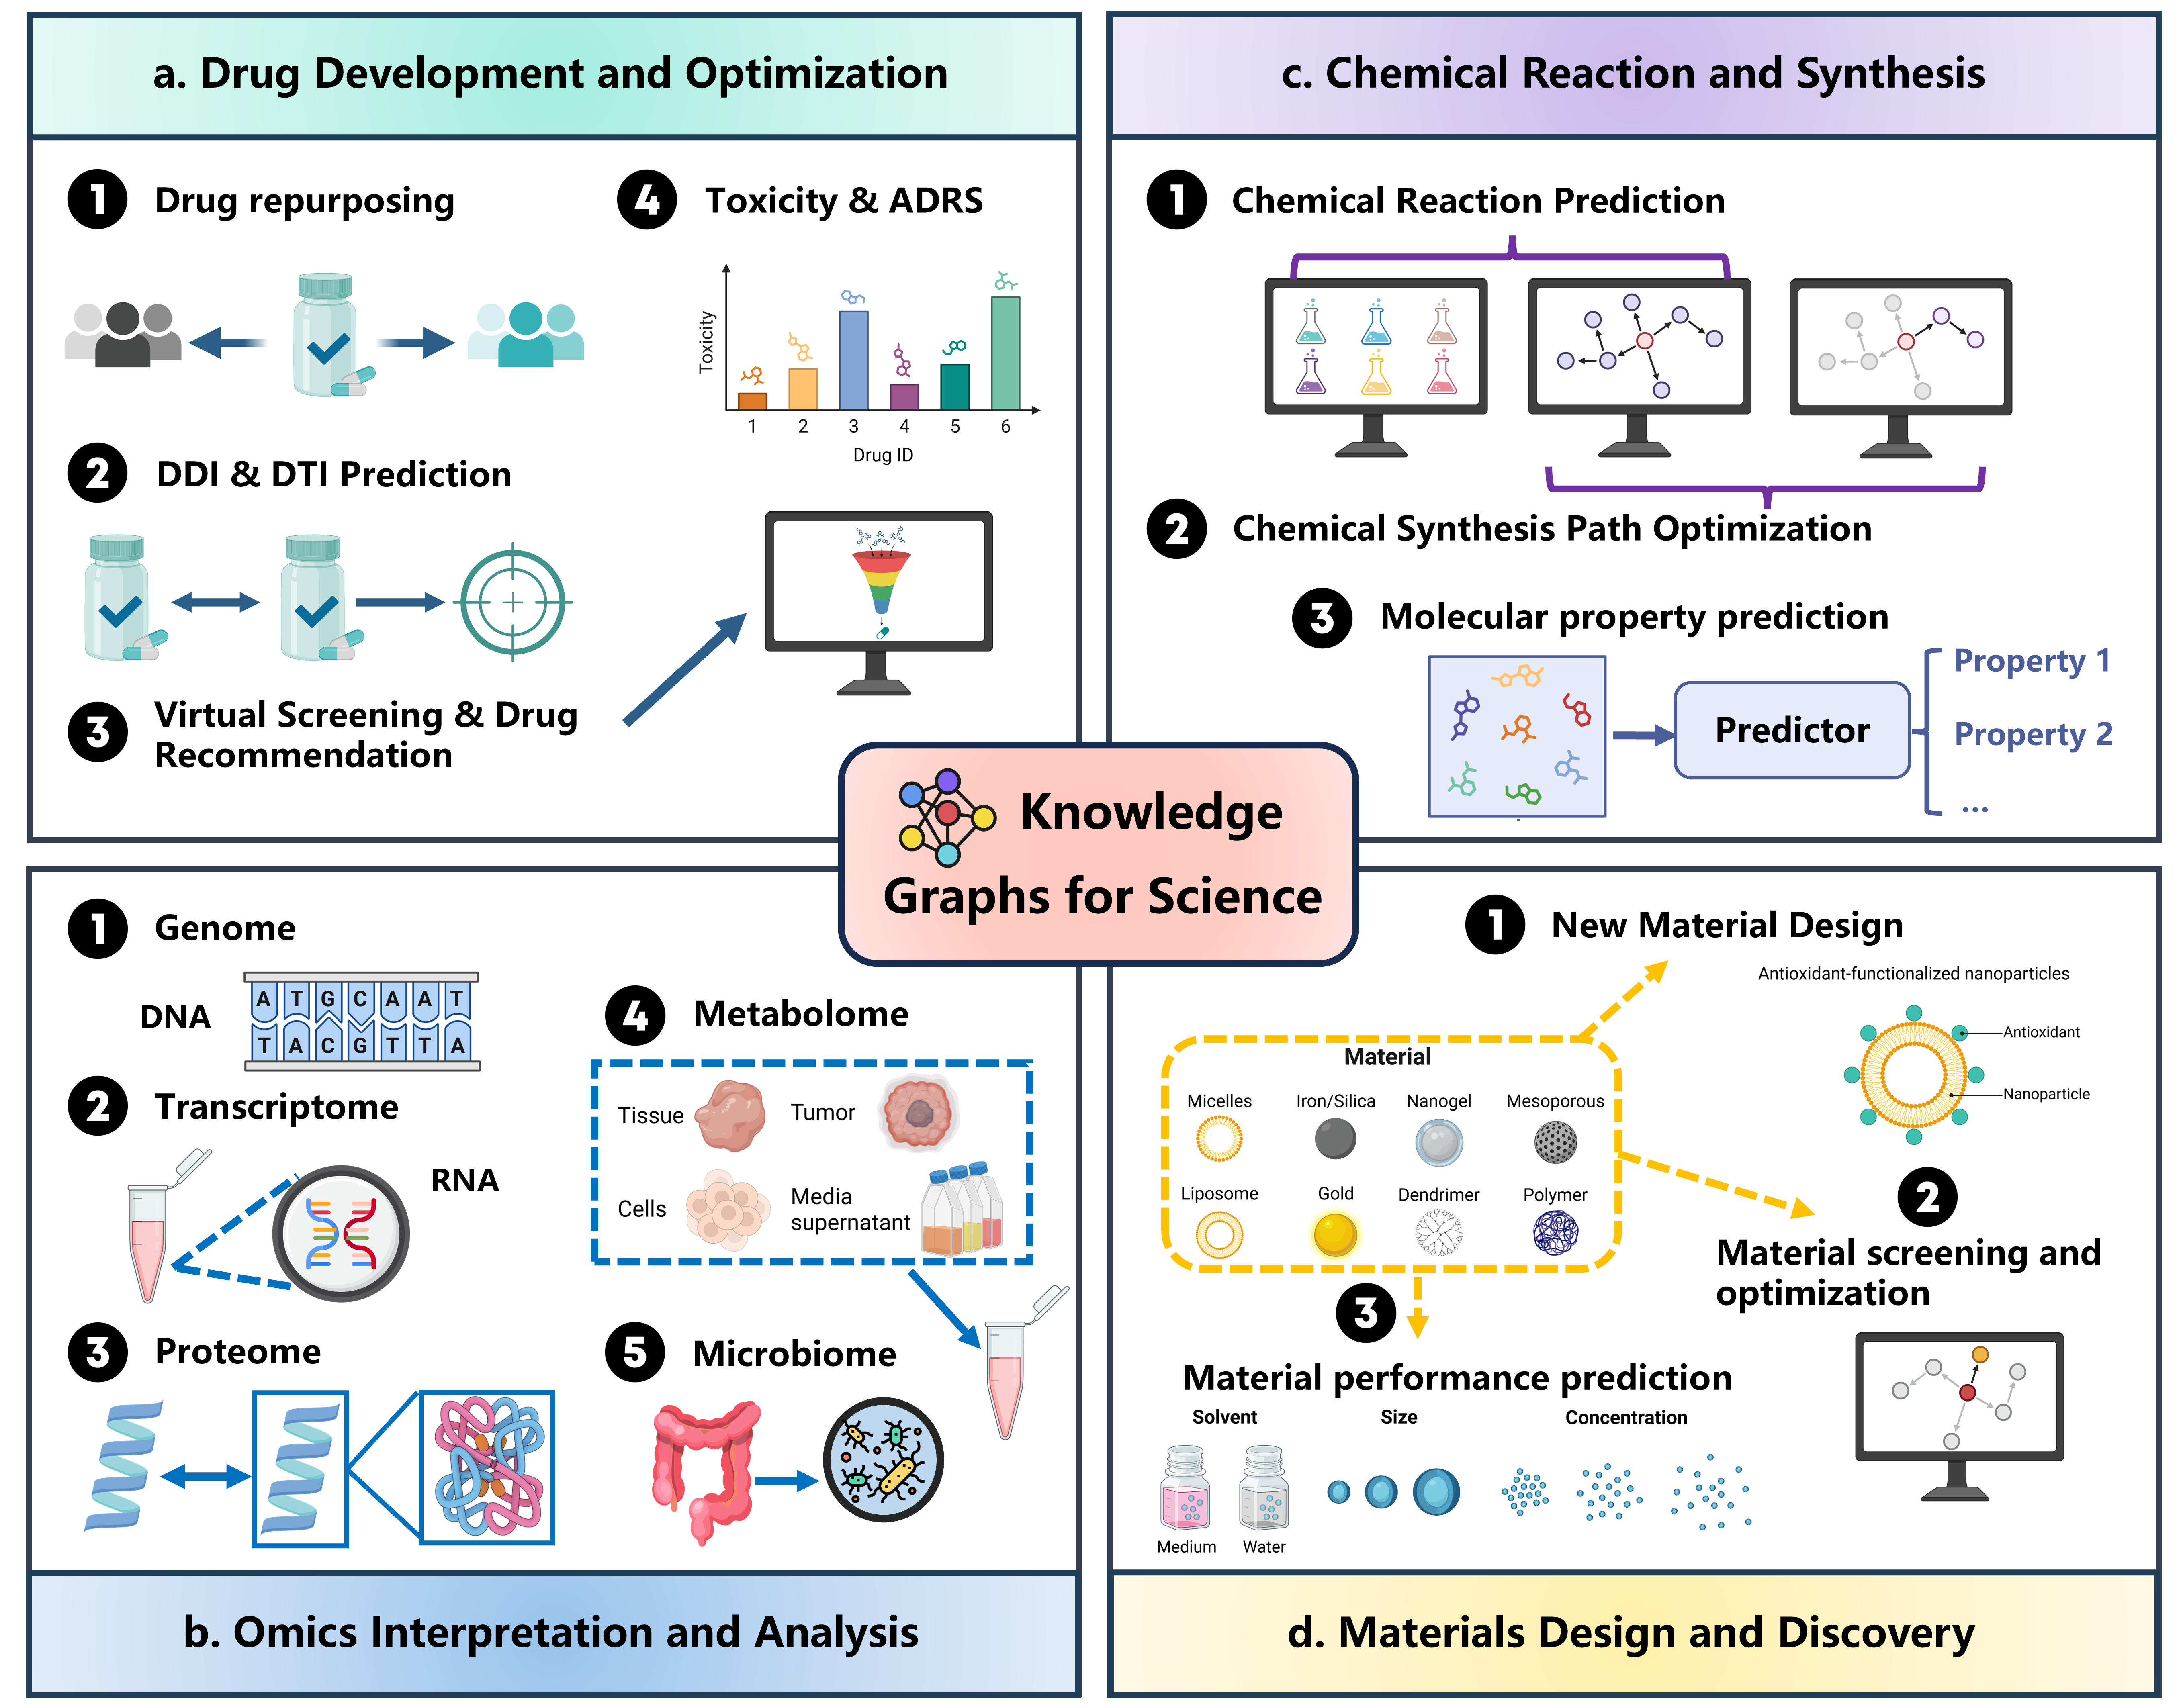 a. Drug Development and Optimization
1 Drug repurposing
2 DDI & DTI Prediction
3 Virtual Screening & Drug
Recommendation
4 Toxicity & ADRS
Toxicity
1 2 3 4 5 6
Drug ID
c. Chemical Reaction and Synthesis
1 Chemical Reaction Prediction
2 Chemical Synthesis Path Optimization
3 Molecular property prediction
Predictor
Property 1
Property 2
...
Knowledge
Graphs for Science
1 Genome
DNA
A T G C A A T
T A C G T T A
2 Transcriptome
RNA
3 Proteome
4 Metabolome
Tissue
Tumor
Cells
Media
supernatant
5 Microbiome
b. Omics Interpretation and Analysis
1 New Material Design
Antioxidant-functionalized nanoparticles
Antioxidant
Nanoparticle
Material
Micelles Iron/Silica Nanogel Mesoporous
Liposome Gold Dendrimer Polymer
2
Material screening and
optimization
3
Material performance prediction
Solvent Size Concentration
Medium Water
d. Materials Design and Discovery